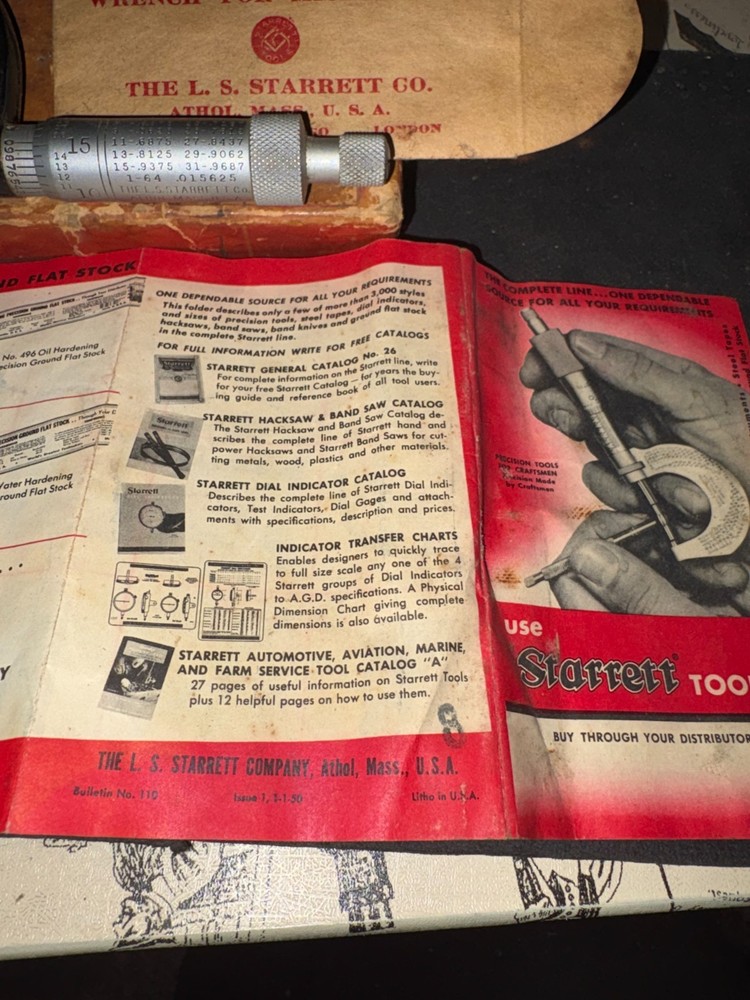 THE L. S. STARRETT CO.
ATHOL, MASS., U. S. A.
LONDON
15
14
13
12
11
10
098765
11-.6875 27-.8437
13-.8125 29-.9062
15-.9375 31-.9687
1-64 .015625
THE L.S. STARRETT CO.
ND FLAT STOCK
No. 496 Oil Hardening
ecision Ground Flat Stock
Water Hardening
round Flat Stock
ONE DEPENDABLE SOURCE FOR ALL YOUR REQUIREMENTS
This folder describes only a few of more than 3,000 styles
and sizes of precision tools, steel tapes, dial indicators,
hacksaws, band saws, band knives and ground flat stock
in the complete Starrett line.
FOR FULL INFORMATION WRITE FOR FREE CATALOGS
STARRETT GENERAL CATALOG No. 26
For complete information on the Starrett line, write
for your free Starrett Catalog — for years the buy-
ing guide and reference book of all tool users.
STARRETT HACKSAW & BAND SAW CATALOG
The Starrett Hacksaw and Band Saw Catalog de-
scribes the complete line of Starrett hand and
power Hacksaws and Starrett Band Saws for cut-
ting metals, wood, plastics and other materials.
Starrett
STARRETT DIAL INDICATOR CATALOG
Describes the complete line of Starrett Dial Indi-
cators, Test Indicators, Dial Gages and attach-
ments with specifications, description and prices.
Starrett
INDICATOR TRANSFER CHARTS
Enables designers to quickly trace
to full size scale any one of the 4
Starrett groups of Dial Indicators
to A.G.D. specifications. A Physical
Dimension Chart giving complete
dimensions is also available.
STARRETT AUTOMOTIVE, AVIATION, MARINE,
AND FARM SERVICE TOOL CATALOG "A"
27 pages of useful information on Starrett Tools
plus 12 helpful pages on how to use them.
THE L. S. STARRETT COMPANY, Athol, Mass., U.S.A.
Bulletin No. 110 Issue 1, 1-1-50 Litho in U.S.A.
THE COMPLETE LINE...ONE DEPENDABLE
SOURCE FOR ALL YOUR REQUIREMENTS
PRECISION TOOLS
FOR CRAFTSMEN
Precision Made
by Craftsmen
Steel Tapes
use
Starrett TOO
BUY THROUGH YOUR DISTRIBUTOR